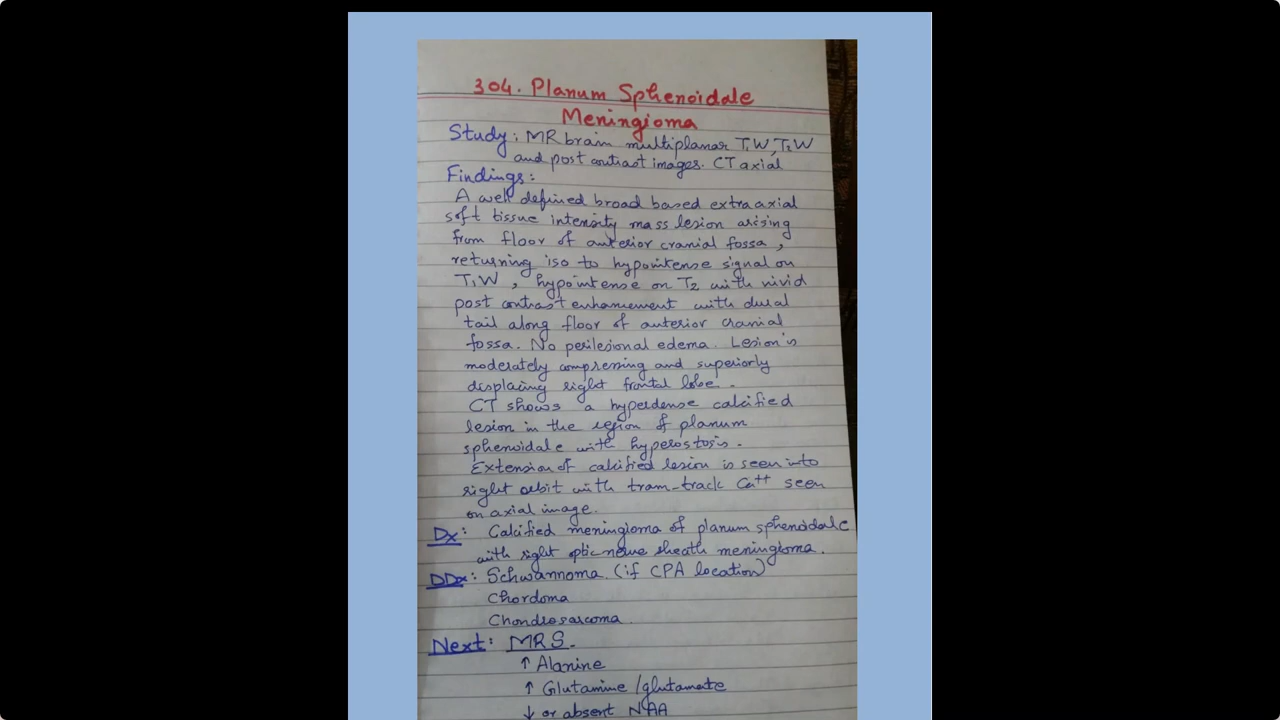 304. Planum Sphenoidale
Meningioma
Study: MR brain multiplanar T1W, T2W
and post contrast images. CT axial
Findings:
A well defined broad based extraaxial
soft tissue intensity mass lesion arising
from floor of anterior cranial fossa,
returning iso to hypointense signal on
T1W, hypointense on T2 with vivid
post contrast enhancement with dural
tail along floor of anterior cranial
fossa. No perilesional edema. Lesion is
moderately compressing and superiorly
displacing right frontal lobe.
CT shows a hyperdense calcified
lesion in the region of planum
sphenoidale with hyperostosis.
Extension of calcified lesion is seen into
right orbit with tram-track Ca++ seen
on axial image.
Dx: Calcified meningioma of planum sphenoidale
with right optic nerve sheath meningioma.
DDx: Schwannoma (if CPA location)
Chordoma
Chondrosarcoma.
Next: MRS.
↑ Alanine
↑ Glutamine/glutamate
↓ or absent NAA